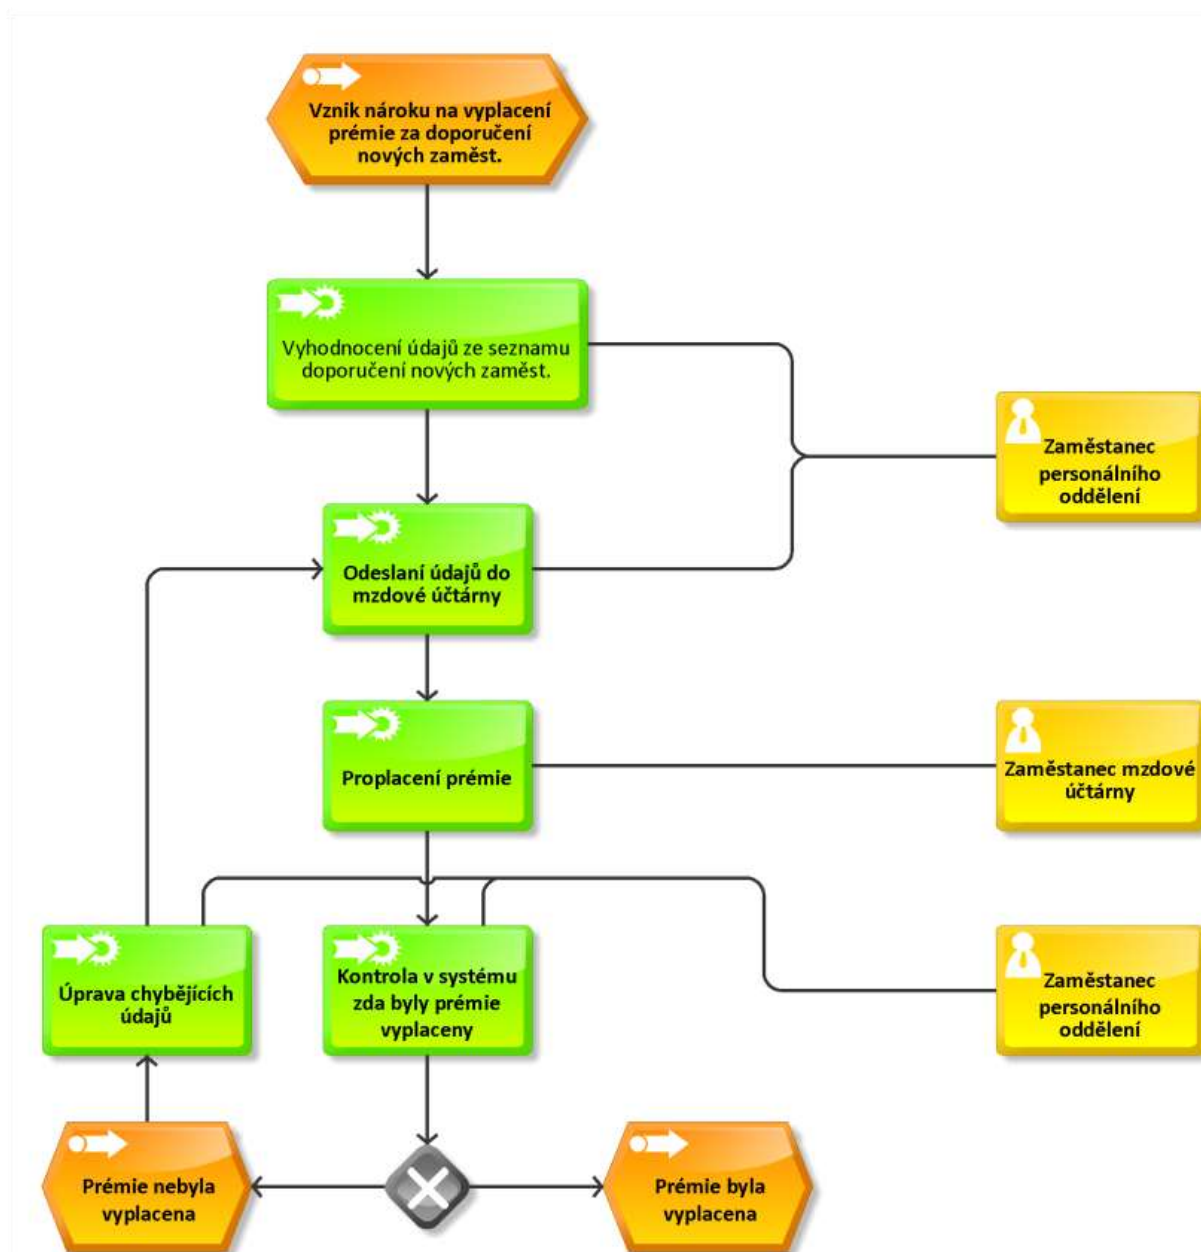 Vznik nároku na vyplacení
prémie za doporučení
nových zaměst.
Vyhodnocení údajů ze seznamu
doporučení nových zaměst.
Zaměstanec
personálního
oddělení
Odeslaní údajů do
mzdové účtárny
Proplacení prémie
Zaměstanec mzdové
účtárny
Úprava chybějících
údajů
Kontrola v systému
zda byly prémie
vyplaceny
Zaměstanec
personálního
oddělení
Prémie nebyla
vyplacena
Prémie byla
vyplacena